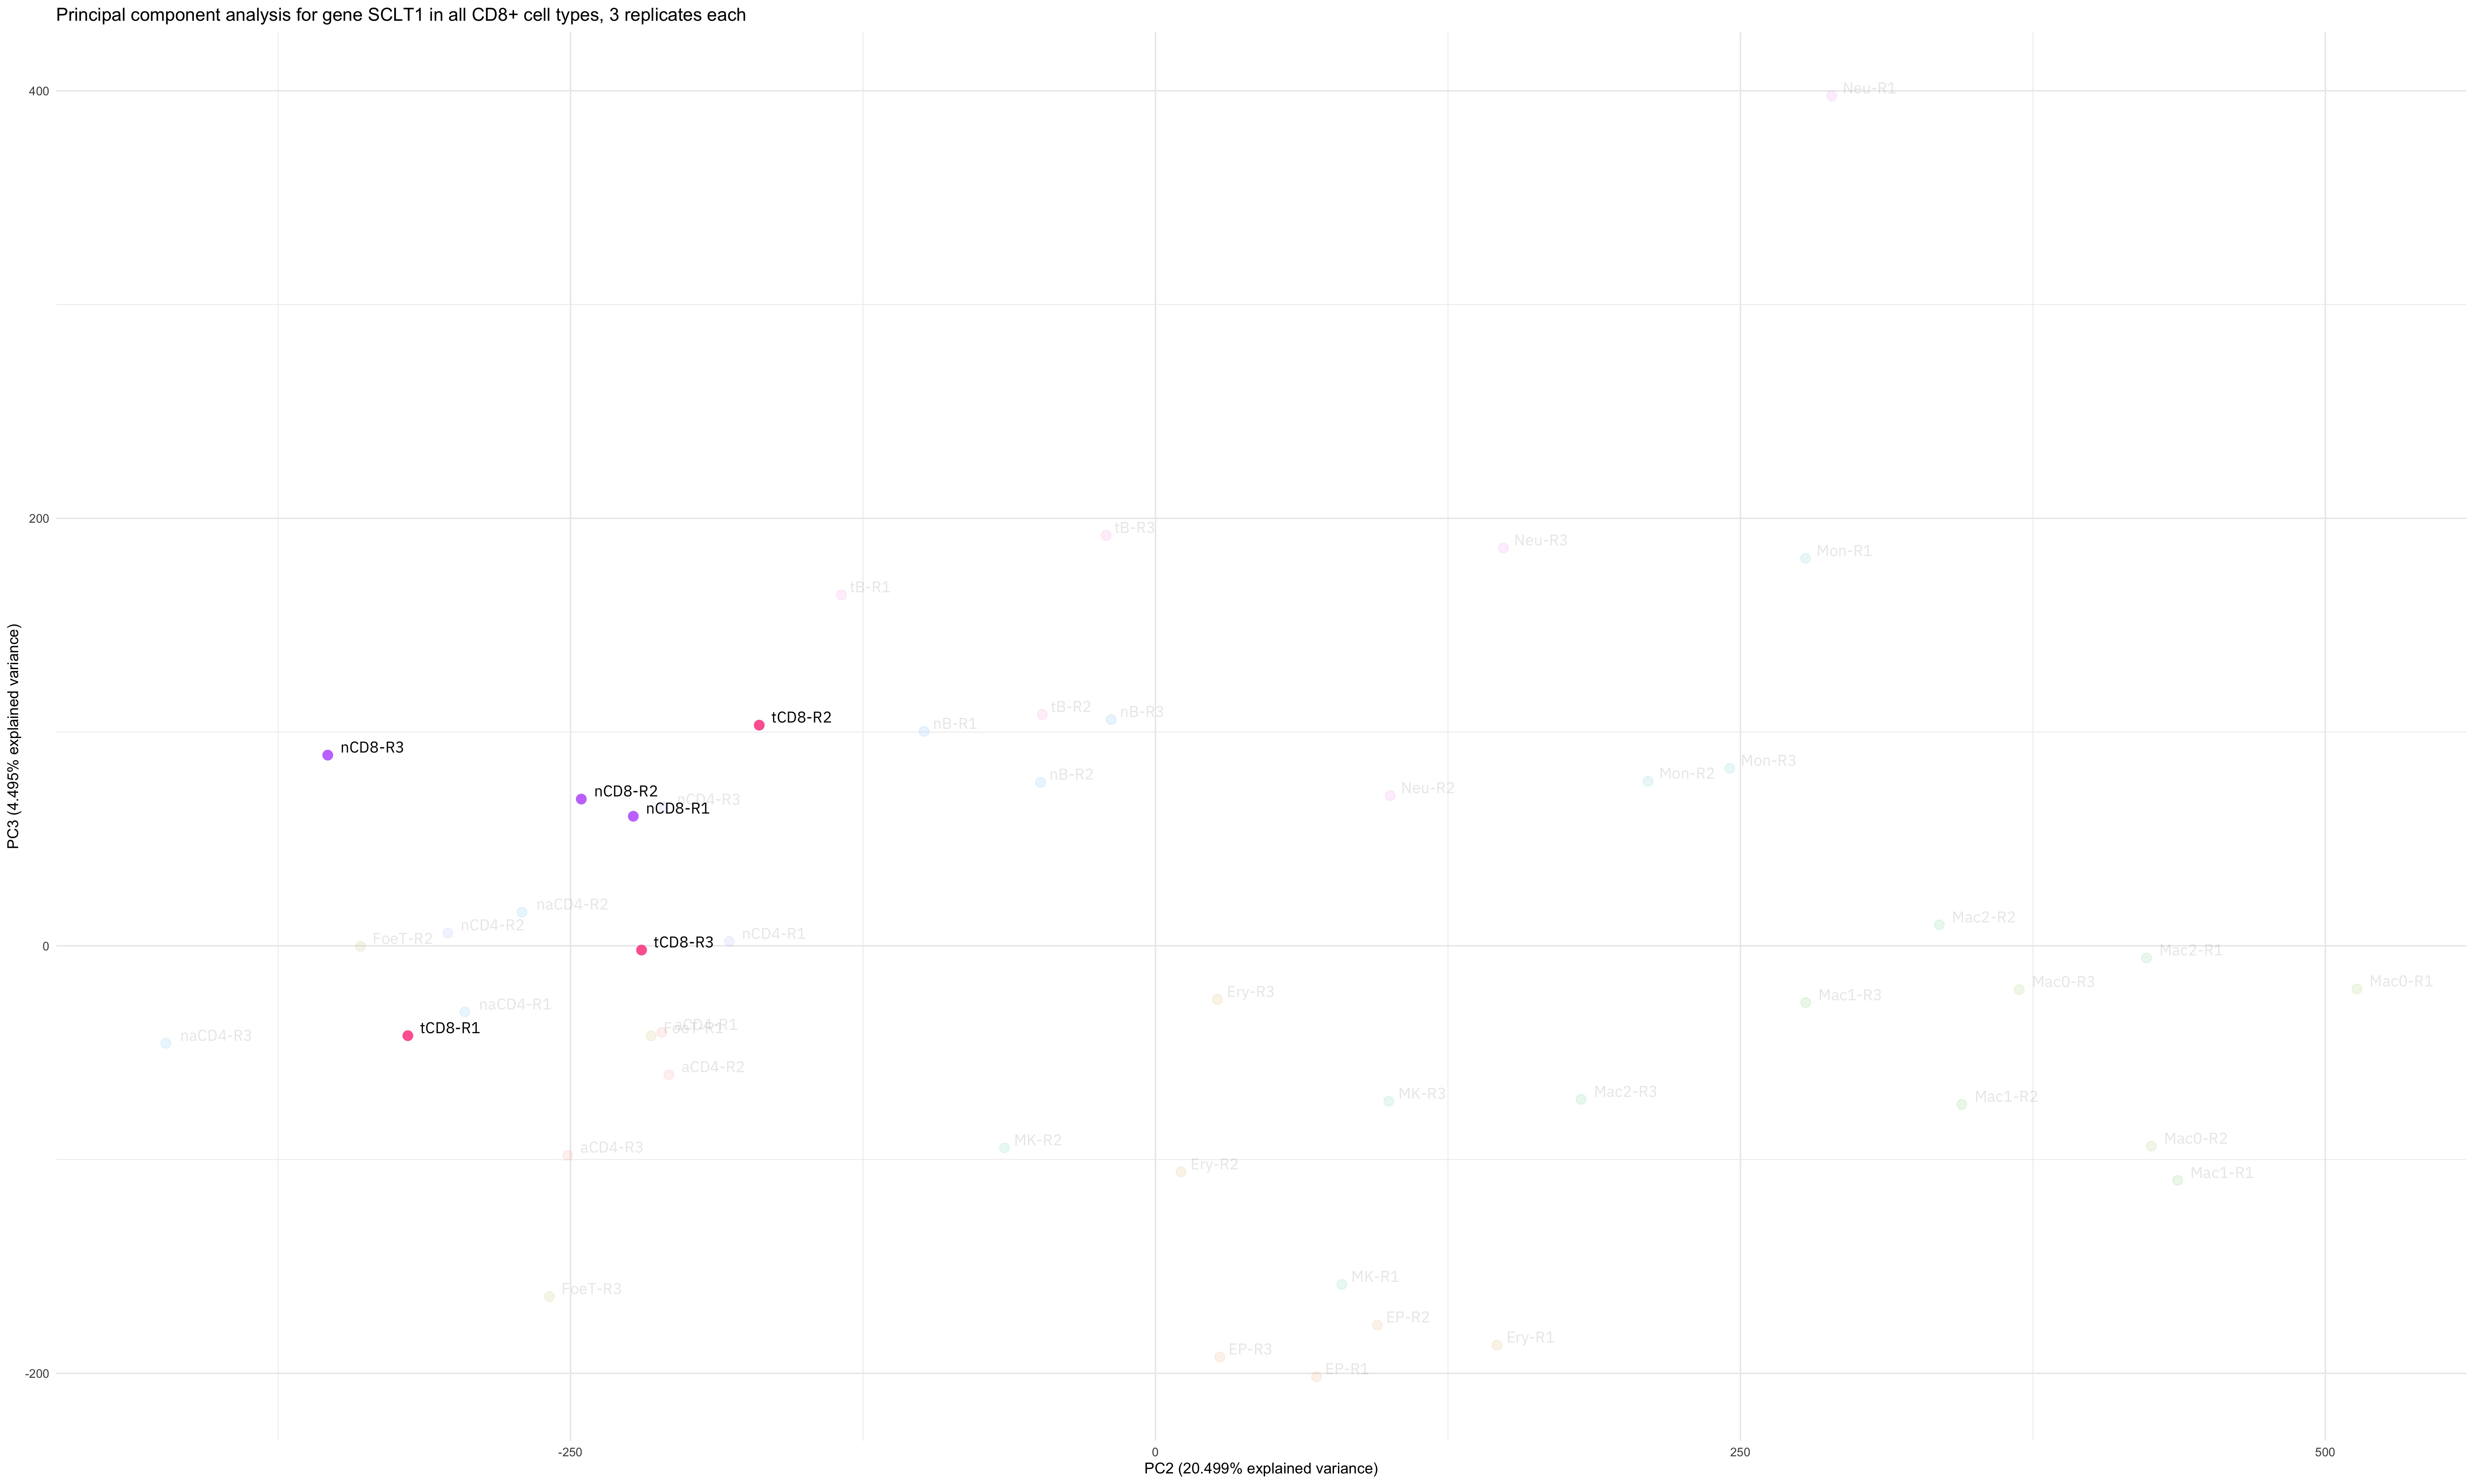 Principal component analysis for gene SCLT1 in all CD8+ cell types, 3 replicates each
400
Neu-R1
200
tB-R3
Neu-R3
Mon-R1
tB-R1
tB-R2
nB-R3
tCD8-R2
nB-R1
nCD8-R3
Mon-R3
nB-R2
Mon-R2
nCD8-R2
nCD4-R3
Neu-R2
nCD8-R1
naCD4-R2
Mac2-R2
nCD4-R2
nCD4-R1
FoeT-R2
0
tCD8-R3
Mac2-R1
Mac0-R3
Mac0-R1
Ery-R3
Mac1-R3
naCD4-R1
aCD4-R1
FoeT-R1
tCD8-R1
naCD4-R3
aCD4-R2
MK-R3
Mac2-R3
Mac1-R2
MK-R2
Mac0-R2
aCD4-R3
Ery-R2
Mac1-R1
MK-R1
FoeT-R3
EP-R2
Ery-R1
EP-R3
EP-R1
-200
-250
0
250
500
PC2 (20.499% explained variance)
PC3 (4.495% explained variance)